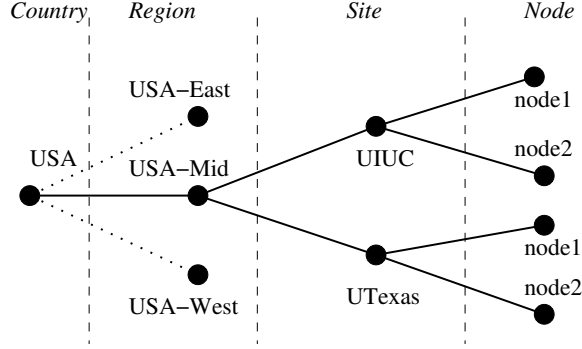 Country Region Site Node
USA−East
node1
USA
USA−Mid
UIUC
node2
node1
USA−West
UTexas
node2